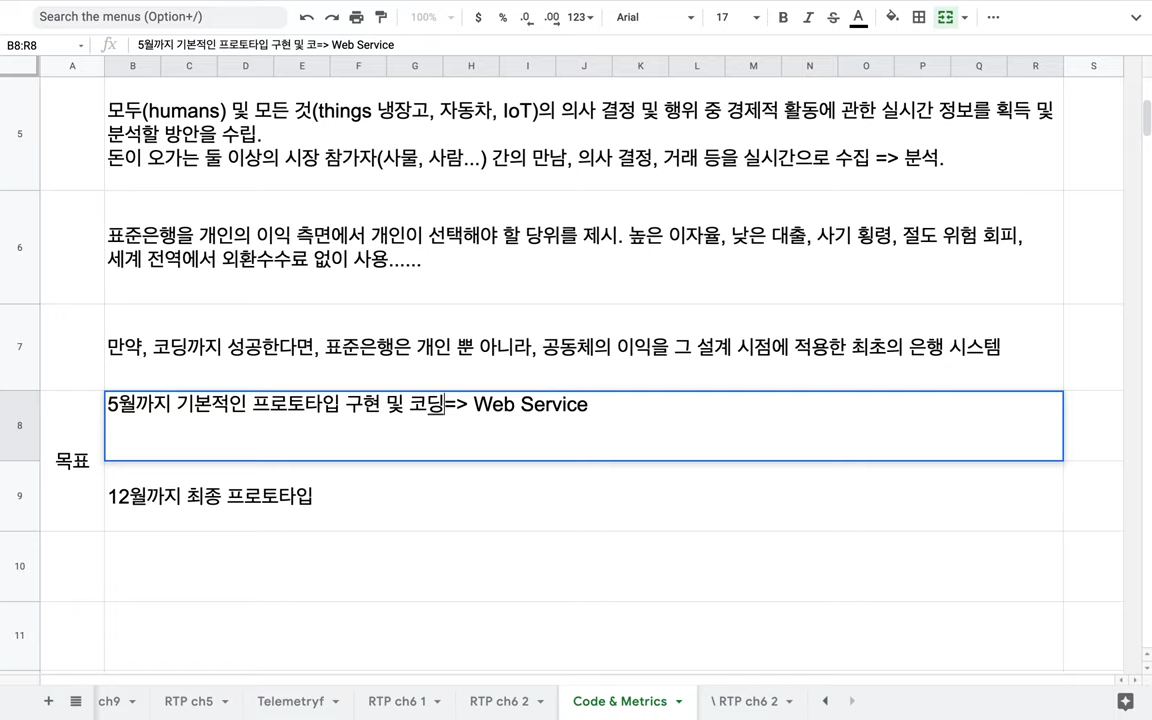 Search the menus (Option+/)
100%
$ % .0 .00 123
Arial
17
B I S A
B8:R8
fx
5월까지 기본적인 프로토타입 구현 및 코=> Web Service
A B C D E F G H I J K L M N O P Q R S
5
모두(humans) 및 모든 것(things 냉장고, 자동차, IoT)의 의사 결정 및 행위 중 경제적 활동에 관한 실시간 정보를 획득 및
분석할 방안을 수립.
돈이 오가는 둘 이상의 시장 참가자(사물, 사람...) 간의 만남, 의사 결정, 거래 등을 실시간으로 수집 => 분석.
6
표준은행을 개인의 이익 측면에서 개인이 선택해야 할 당위를 제시. 높은 이자율, 낮은 대출, 사기 횡령, 절도 위험 회피,
세계 전역에서 외환수수료 없이 사용......
7
만약, 코딩까지 성공한다면, 표준은행은 개인 뿐 아니라, 공동체의 이익을 그 설계 시점에 적용한 최초의 은행 시스템
8
5월까지 기본적인 프로토타입 구현 및 코딩=> Web Service
목표
9
12월까지 최종 프로토타입
10
11
ch9
RTP ch5
Telemetryf
RTP ch6 1
RTP ch6 2
Code & Metrics
\ RTP ch6 2